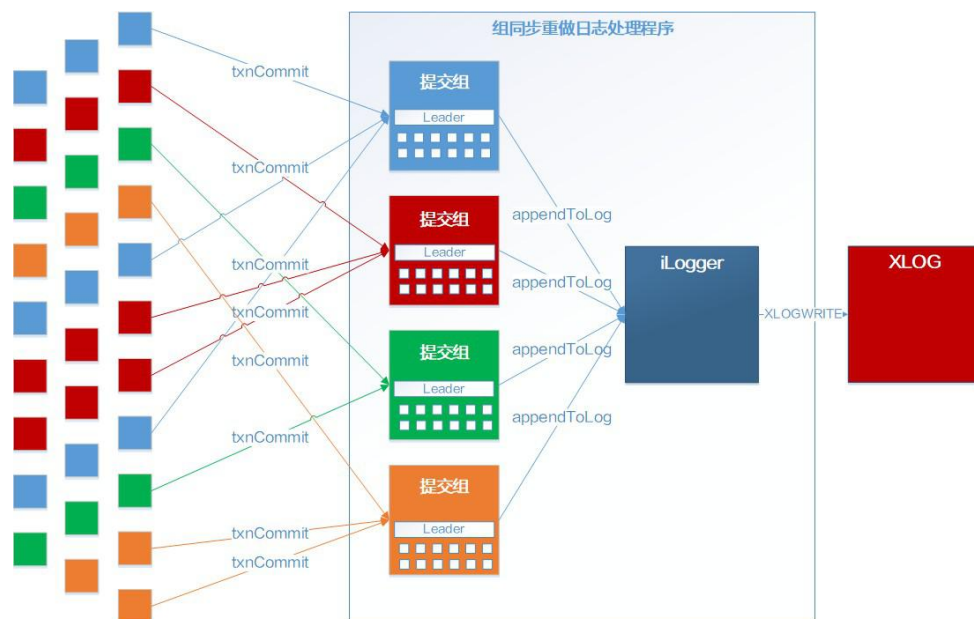 组同步重做日志处理程序
txnCommit
txnCommit
txnCommit
txnCommit
txnCommit
txnCommit
txnCommit
txnCommit
提交组
Leader
提交组
Leader
提交组
Leader
提交组
Leader
appendToLog
appendToLog
appendToLog
appendToLog
iLogger
XLOGWRITE
XLOG